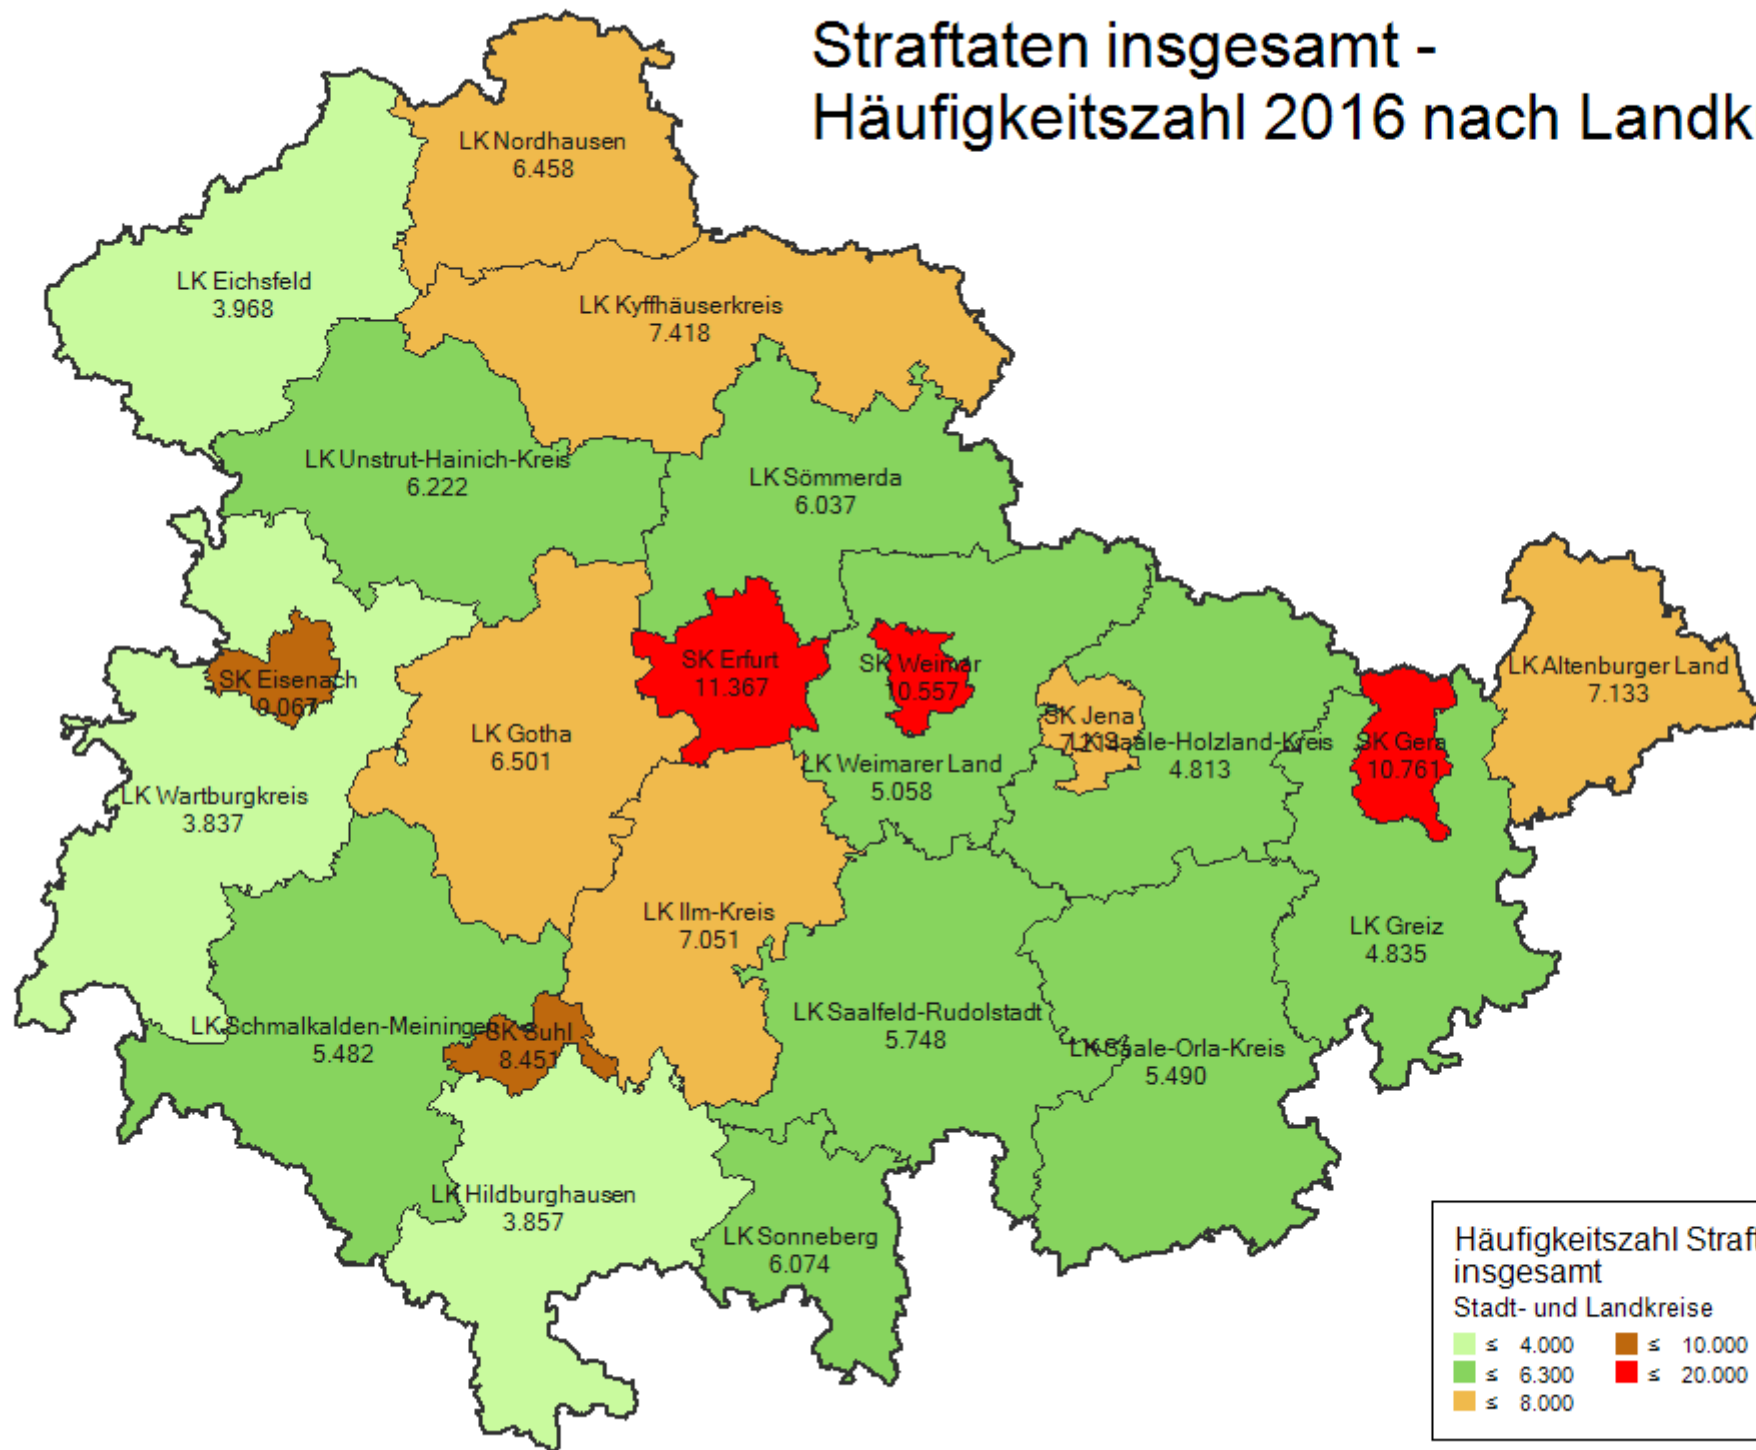 Straftaten insgesamt -
Häufigkeitszahl 2016 nach Landk
LK Nordhausen
6.458
LK Eichsfeld
3.968
LK Kyffhäuserkreis
7.418
LK Unstrut-Hainich-Kreis
6.222
LK Sömmerda
6.037
SK Eisenach
9.067
SK Erfurt
11.367
SK Weimar
10.557
LK Altenburger Land
7.133
LK Gotha
6.501
SK Jena
LK Saale-Holzland-Kreis
4.813
SK Gera
10.761
LK Weimarer Land
5.058
LK Wartburgkreis
3.837
LK Ilm-Kreis
7.051
LK Greiz
4.835
LK Schmalkalden-Meiningen
5.482
SK Suhl
8.451
LK Saalfeld-Rudolstadt
5.748
LK Saale-Orla-Kreis
5.490
LK Hildburghausen
3.857
LK Sonneberg
6.074
Häufigkeitszahl Straf
insgesamt
Stadt- und Landkreise
≤ 4.000
≤ 6.300
≤ 8.000
≤ 10.000
≤ 20.000